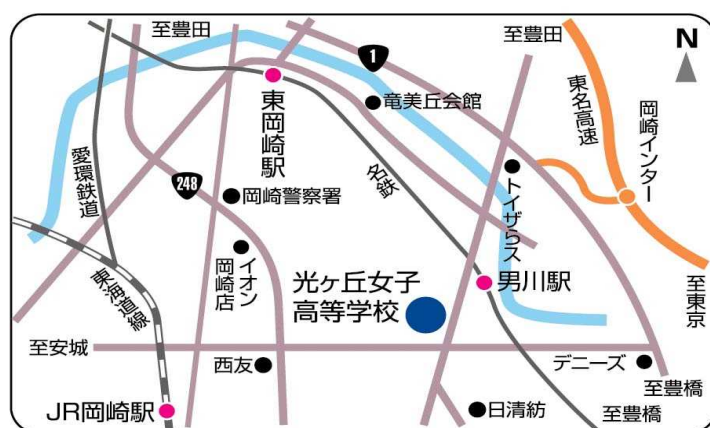 至豊田
1
至豊田
N
東名高速
岡崎インター
竜美丘会館
東岡崎駅
愛環鉄道
248
岡崎警察署
名鉄
トイザらス
イオン
岡崎店
光ヶ丘女子
高等学校
男川駅
至東京
東海道線
至安城
西友
デニーズ
至豊橋
JR岡崎駅
日清紡
至豊橋